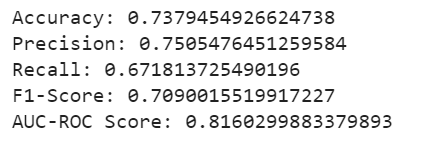 Accuracy: 0.7379454926624738
Precision: 0.7505476451259584
Recall: 0.671813725490196
F1-Score: 0.7090015519917227
AUC-ROC Score: 0.8160299883379893